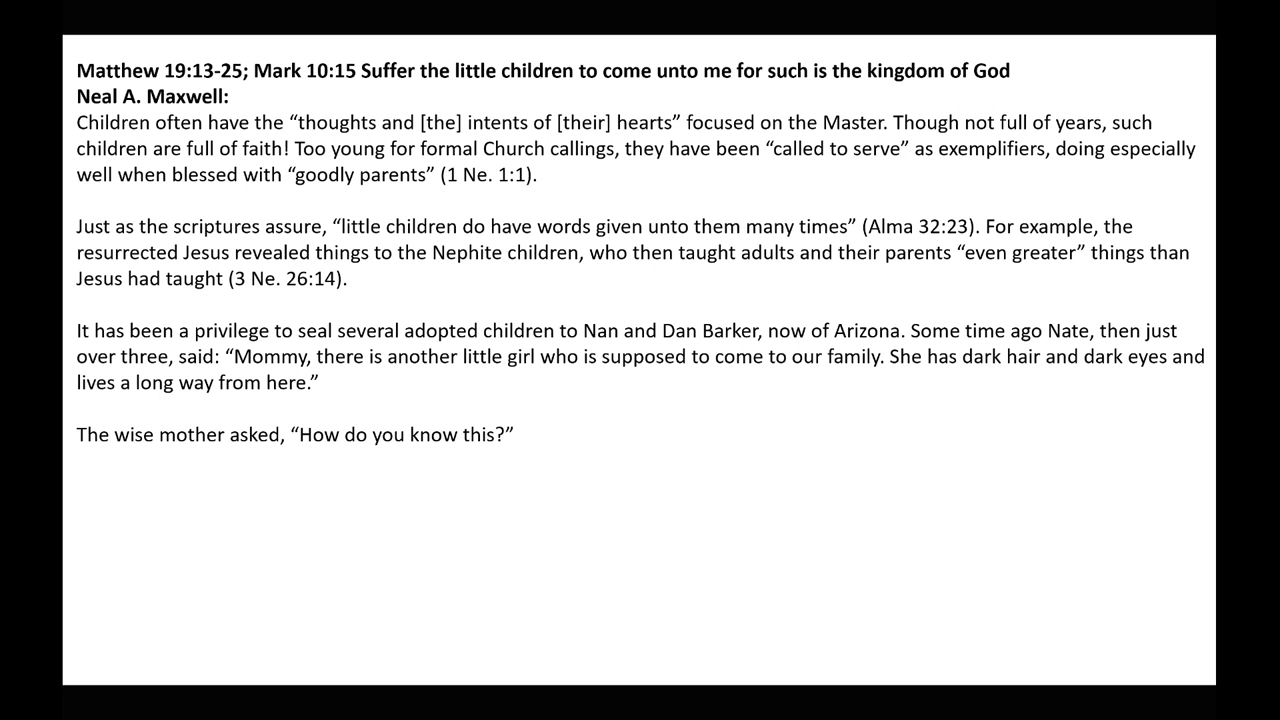 Matthew 19:13-25; Mark 10:15 Suffer the little children to come unto me for such is the kingdom of God
Neal A. Maxwell:
Children often have the “thoughts and [the] intents of [their] hearts” focused on the Master. Though not full of years, such
children are full of faith! Too young for formal Church callings, they have been “called to serve” as exemplifiers, doing especially
well when blessed with “goodly parents” (1 Ne. 1:1).
Just as the scriptures assure, “little children do have words given unto them many times” (Alma 32:23). For example, the
resurrected Jesus revealed things to the Nephite children, who then taught adults and their parents “even greater” things than
Jesus had taught (3 Ne. 26:14).
It has been a privilege to seal several adopted children to Nan and Dan Barker, now of Arizona. Some time ago Nate, then just
over three, said: “Mommy, there is another little girl who is supposed to come to our family. She has dark hair and dark eyes and
lives a long way from here.”
The wise mother asked, “How do you know this?”